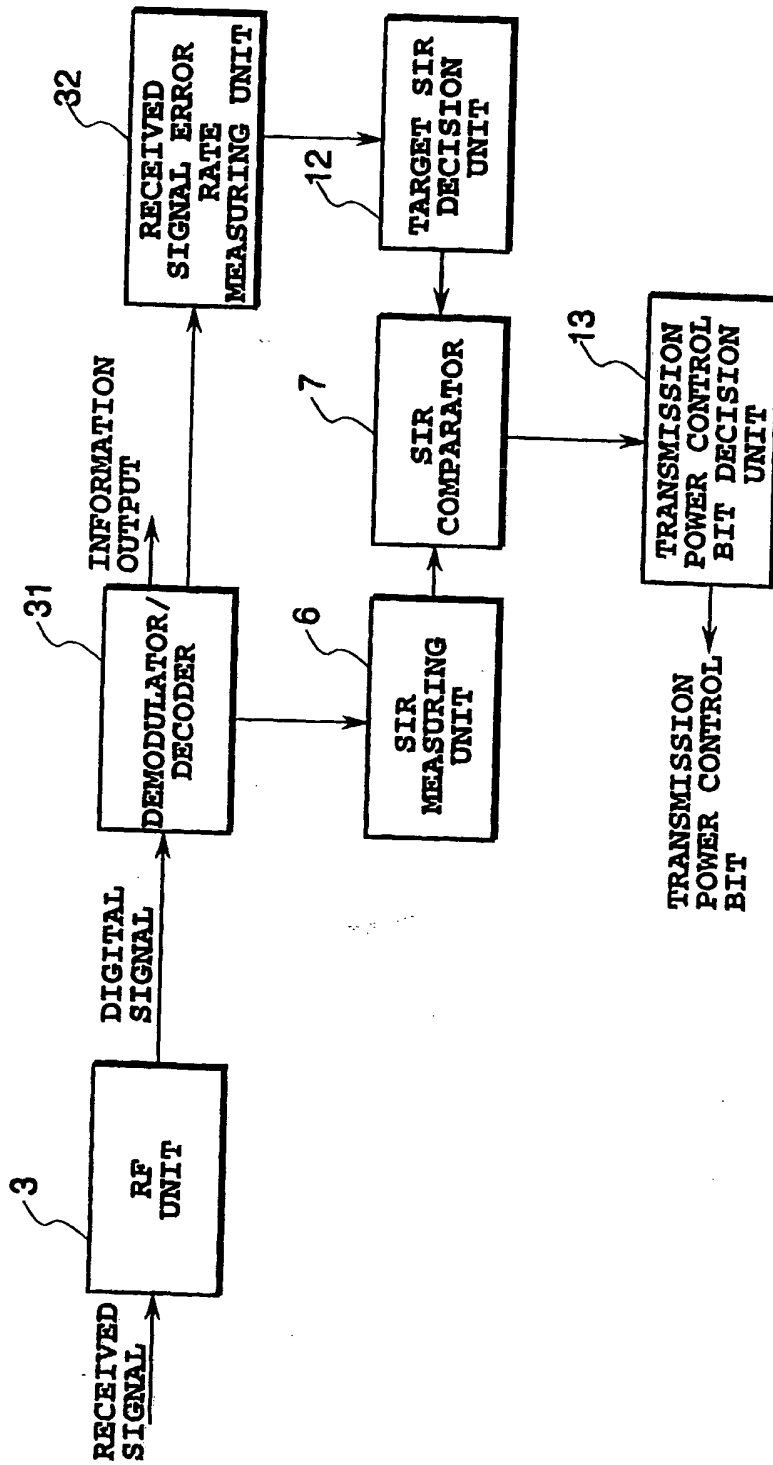 RECEIVED
SIGNAL
3
RF
UNIT
DIGITAL
SIGNAL
31
DEMODULATOR/
DECODER
INFORMATION
OUTPUT
32
RECEIVED
SIGNAL ERROR
RATE
MEASURING UNIT
6
SIR
MEASURING
UNIT
7
SIR
COMPARATOR
12
TARGET SIR
DECISION
UNIT
13
TRANSMISSION
POWER CONTROL
BIT DECISION
UNIT
TRANSMISSION
POWER CONTROL
BIT